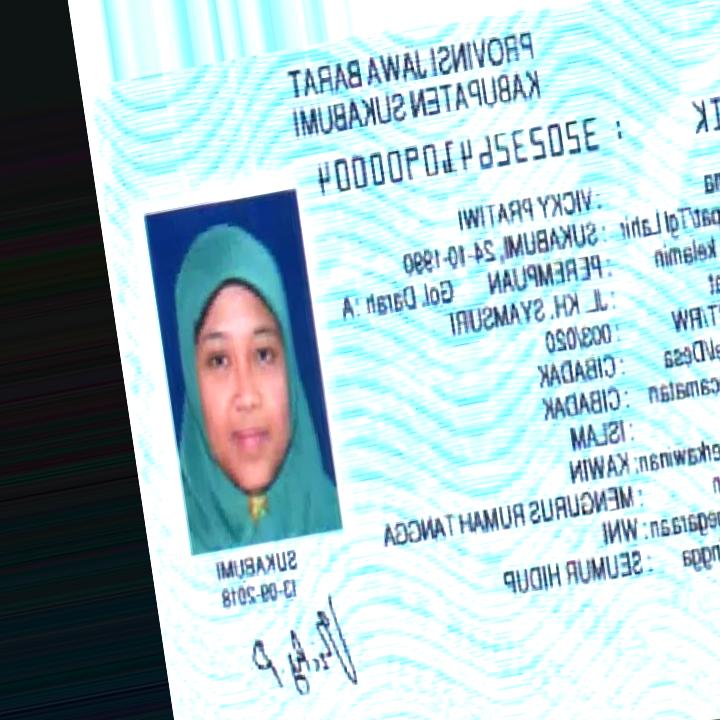 PROVINSI JAWA BARAT
KABUPATEN SUKABUMI
IK : 3202326410900004
ma : VICKY PRATIWI
pat/Tgl Lahir : SUKABUMI, 24-10-1990
kelamin : PEREMPUAN Gol. Darah : A
at : JL. KH. SYAMSURI
T/RW : 003/020
el/Desa : CIBADAK
camatan : CIBADAK
: ISLAM
erkawinan: KAWIN
n : MENGURUS RUMAH TANGGA
egaraan: WNI
ngga : SEUMUR HIDUP
SUKABUMI
13-09-2018